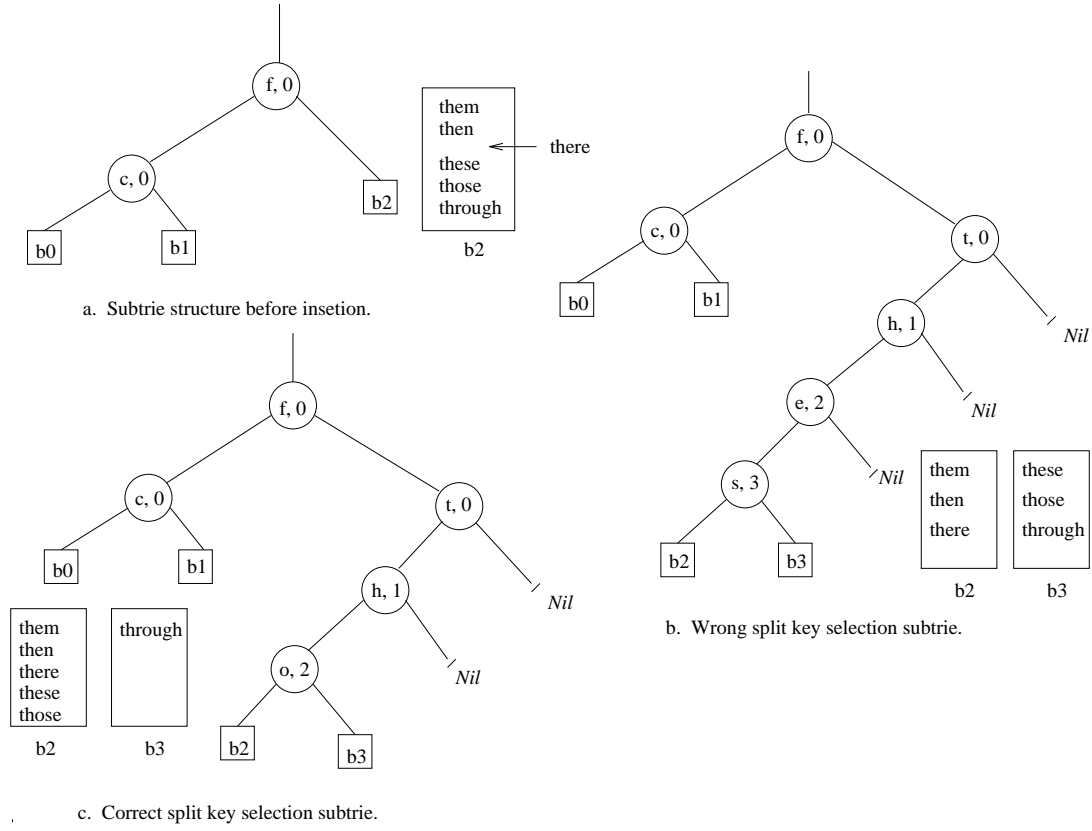 f, 0
c, 0
b0
b1
b2
them
then
these
those
through
there
b2
a. Subtrie structure before insetion.
f, 0
c, 0
b0
b1
t, 0
h, 1
Nil
e, 2
Nil
s, 3
Nil
b2
b3
them
then
there
b2
these
those
through
b3
b. Wrong split key selection subtrie.
f, 0
c, 0
b0
b1
t, 0
h, 1
Nil
o, 2
Nil
b2
b3
them
then
there
these
those
b2
through
b3
c. Correct split key selection subtrie.